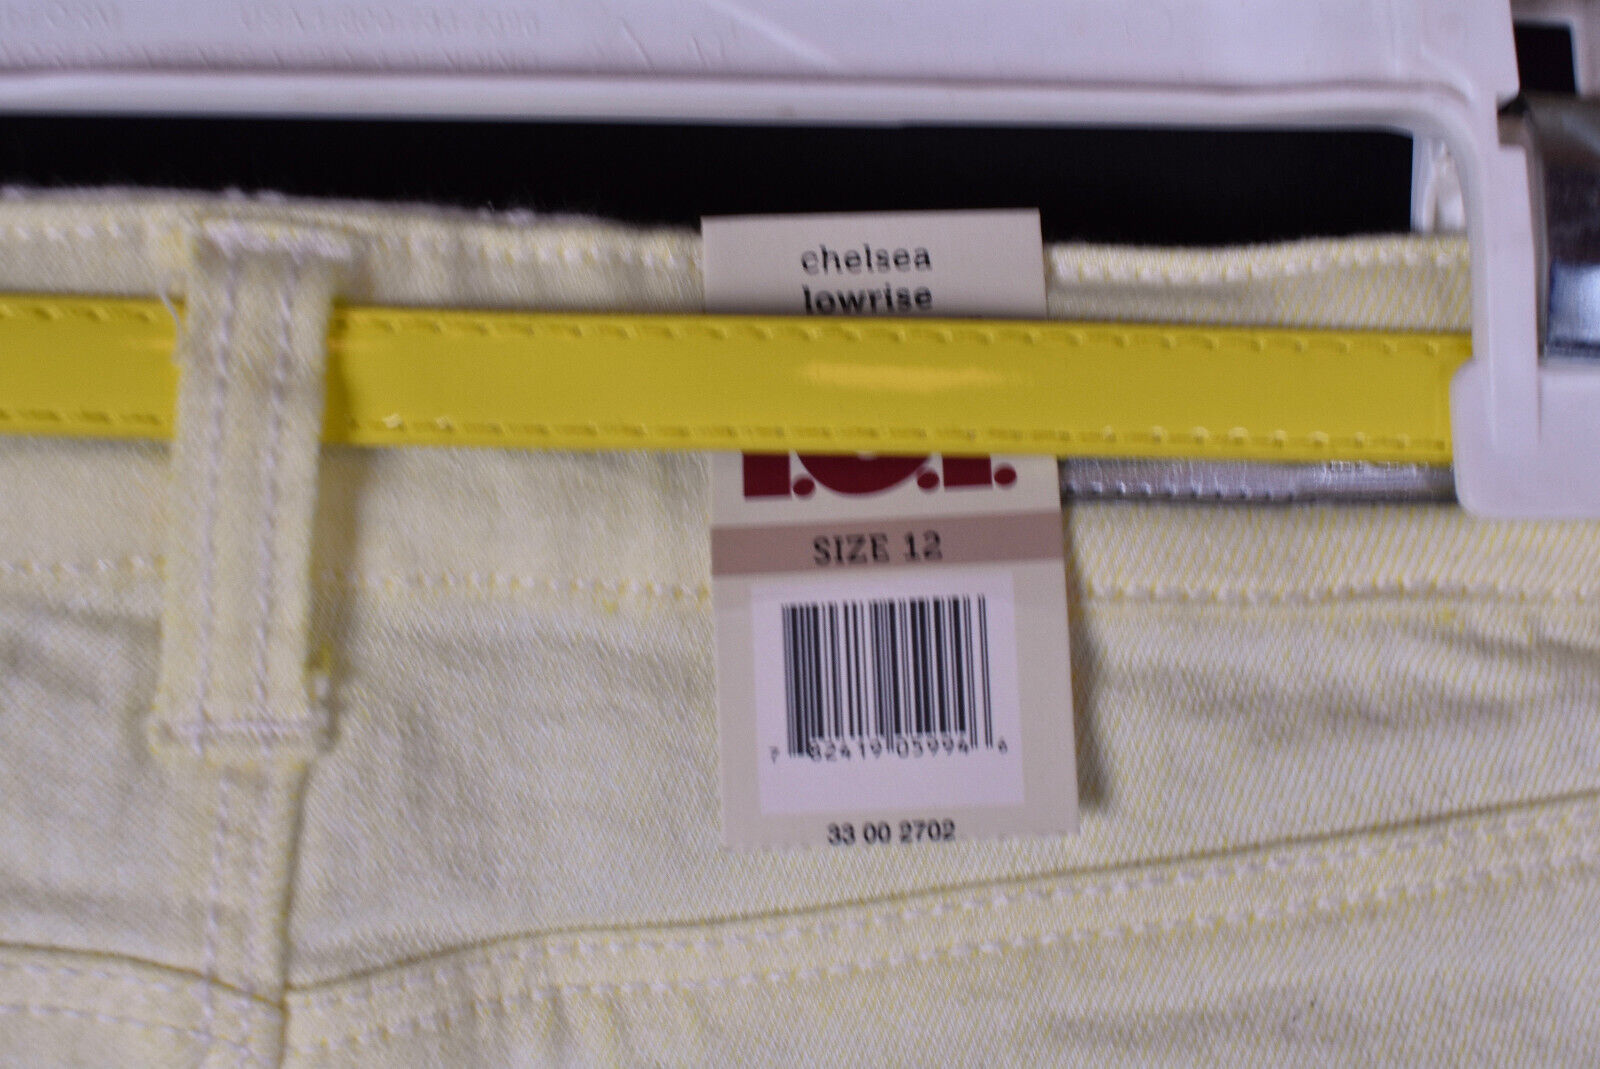 chelsea
lowrise
SIZE 12
7 82419 05994 6
33 00 2702